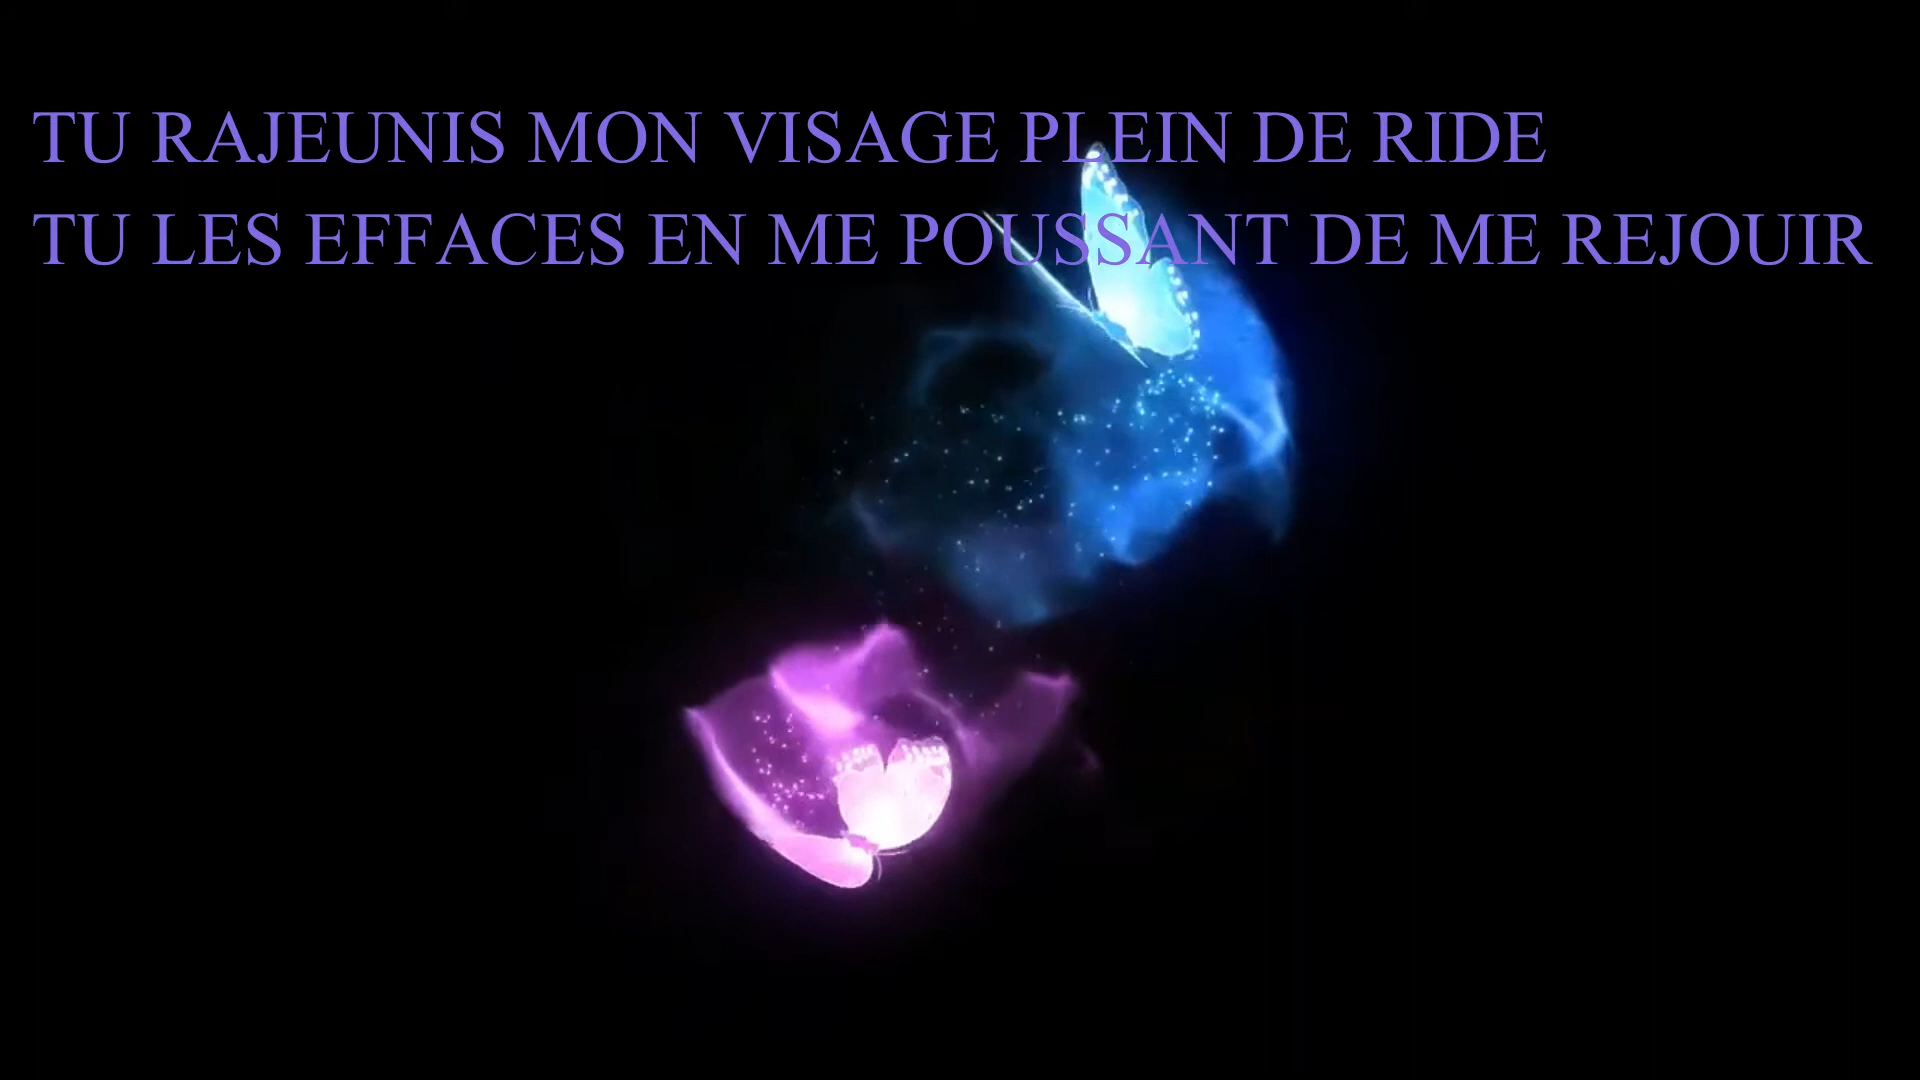 TU RAJEUNIS MON VISAGE PLEIN DE RIDE
TU LES EFFACES EN ME POUSSANT DE ME REJOUIR